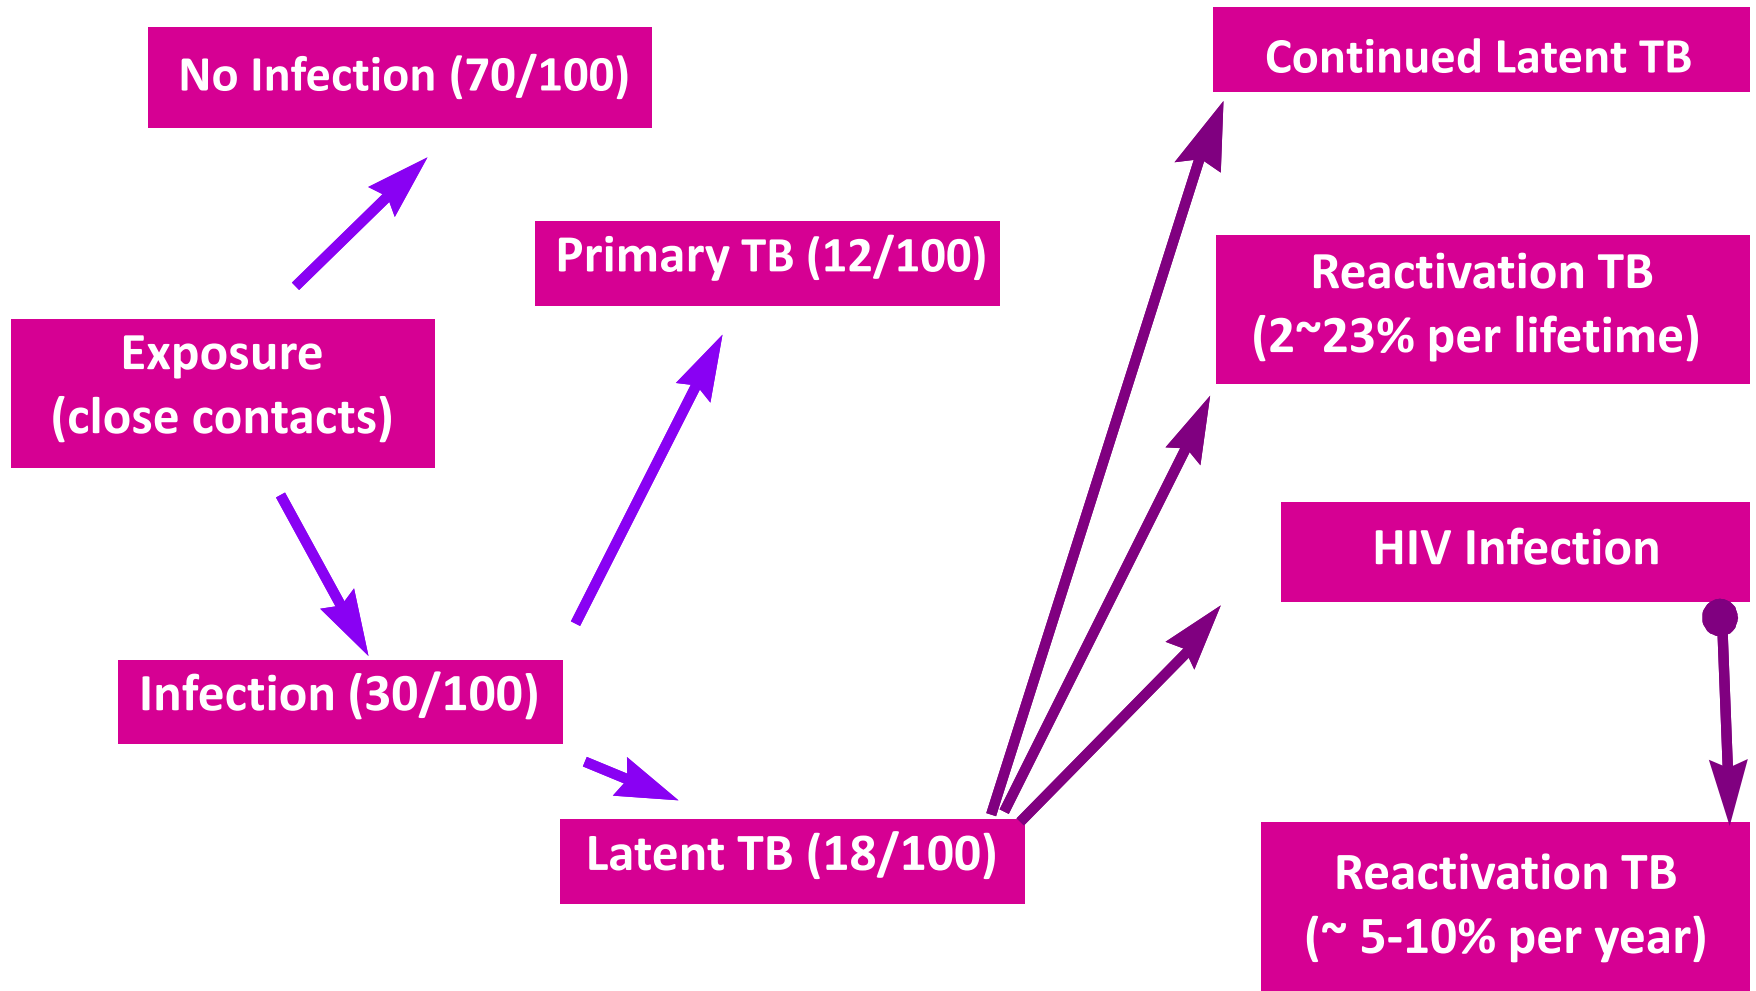 No Infection (70/100)
Exposure
(close contacts)
Infection (30/100)
Primary TB (12/100)
Latent TB (18/100)
Continued Latent TB
Reactivation TB
(2~23% per lifetime)
HIV Infection
Reactivation TB
(~ 5-10% per year)